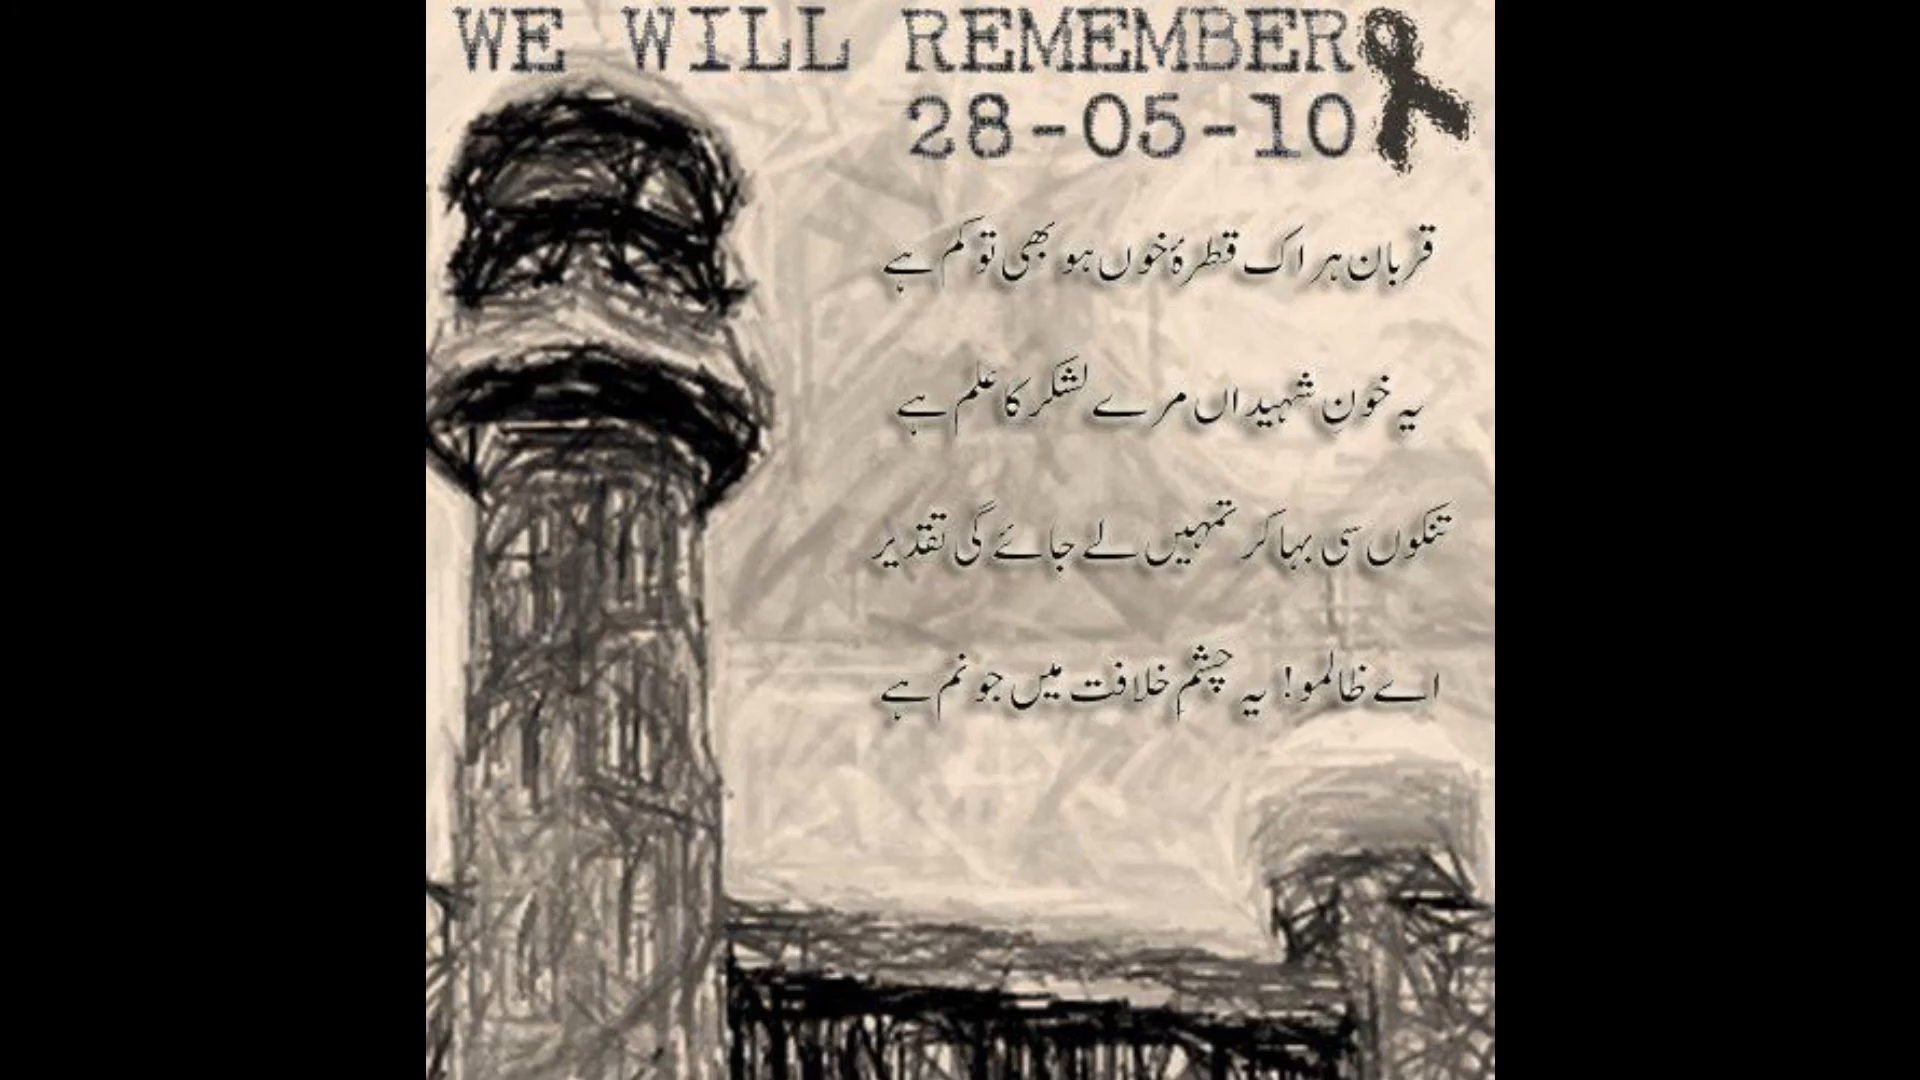 WE WILL REMEMBER
28-05-10
قربان ہر اک قطرۂ خوں ہو بھی تو کم ہے
یہ خونِ شہیداں مرے لشکر کا علم ہے
تنکوں سی بہا کر تمہیں لے جائے گی تقدیر
اے ظالمو! یہ چشمِ خلافت میں جو نم ہے